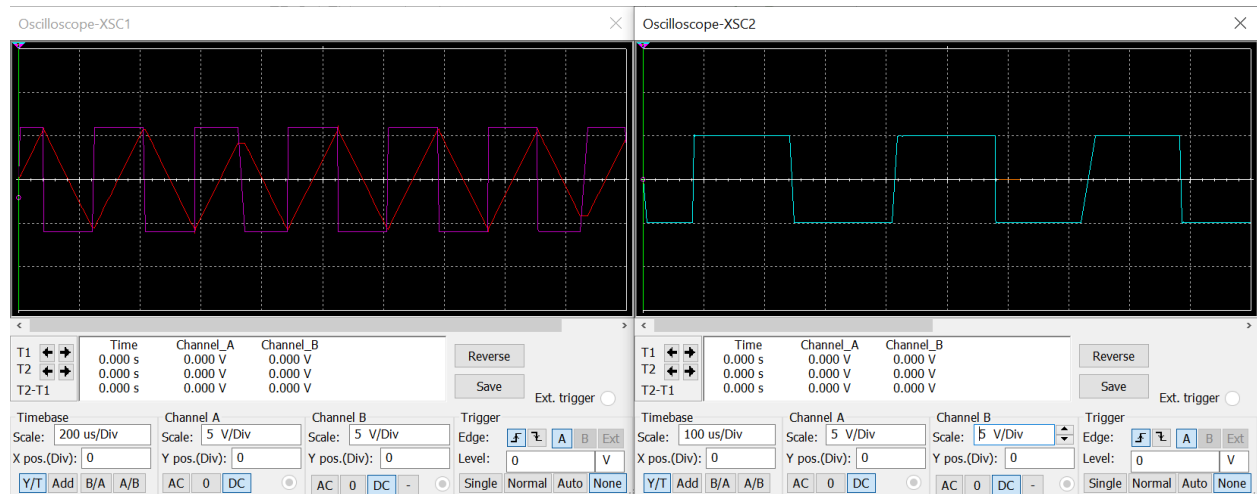 Oscilloscope-XSC1
Time Channel_A Channel_B
T1 0.000 s 0.000 V 0.000 V
T2 0.000 s 0.000 V 0.000 V
T2-T1 0.000 s 0.000 V 0.000 V
Reverse
Save
Ext. trigger
Timebase
Scale: 200 us/Div
X pos.(Div): 0
Y/T Add B/A A/B
Channel A
Scale: 5 V/Div
Y pos.(Div): 0
AC 0 DC
Channel B
Scale: 5 V/Div
Y pos.(Div): 0
AC 0 DC -
Trigger
Edge: A B Ext
Level: 0 V
Single Normal Auto None
Oscilloscope-XSC2
Time Channel_A Channel_B
T1 0.000 s 0.000 V 0.000 V
T2 0.000 s 0.000 V 0.000 V
T2-T1 0.000 s 0.000 V 0.000 V
Reverse
Save
Ext. trigger
Timebase
Scale: 100 us/Div
X pos.(Div): 0
Y/T Add B/A A/B
Channel A
Scale: 5 V/Div
Y pos.(Div): 0
AC 0 DC
Channel B
Scale: 5 V/Div
Y pos.(Div): 0
AC 0 DC -
Trigger
Edge: A B Ext
Level: 0 V
Single Normal Auto None